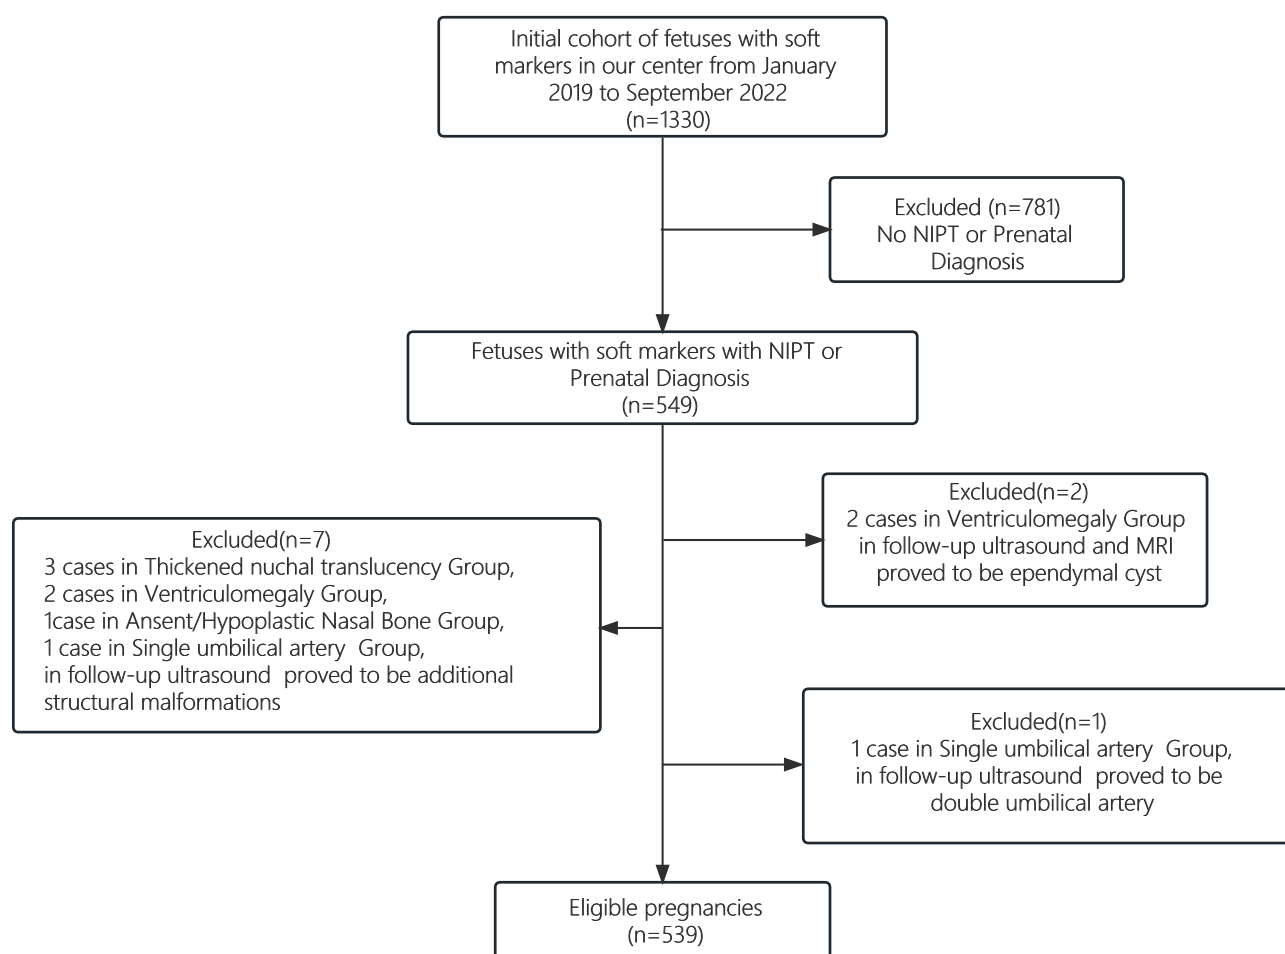 Initial cohort of fetuses with soft
markers in our center from January
2019 to September 2022
(n=1330)
Excluded (n=781)
No NIPT or Prenatal
Diagnosis
Fetuses with soft markers with NIPT or
Prenatal Diagnosis
(n=549)
Excluded(n=2)
2 cases in Ventriculomegaly Group
in follow-up ultrasound and MRI
proved to be ependymal cyst
Excluded(n=7)
3 cases in Thickened nuchal translucency Group,
2 cases in Ventriculomegaly Group,
1case in Ansent/Hypoplastic Nasal Bone Group,
1 case in Single umbilical artery  Group,
in follow-up ultrasound  proved to be additional
structural malformations
Excluded(n=1)
1 case in Single umbilical artery  Group,
in follow-up ultrasound  proved to be
double umbilical artery
Eligible pregnancies
(n=539)